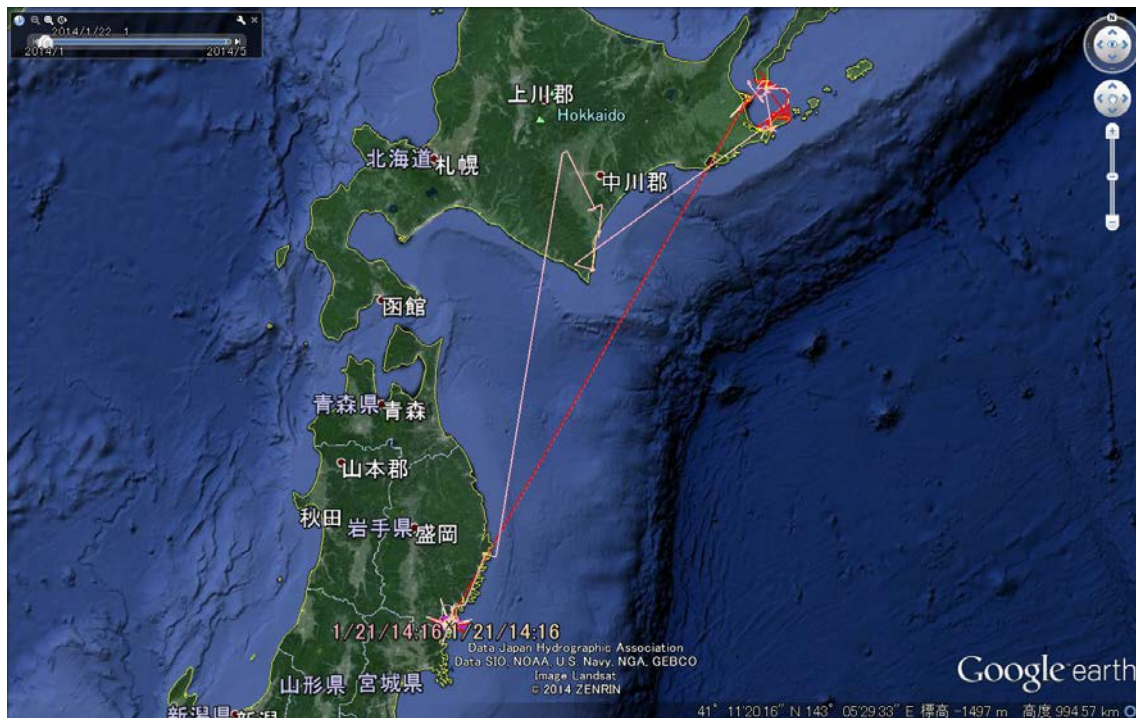 2014/1/22 1
2014/1
2014/5
N
上川郡
Hokkaido
北海道
札幌
中川郡
函館
青森県
青森
山本郡
秋田
岩手県
盛岡
1/21/14:16/1/21/14:16
Data Japan Hydrographic Association
Data SIO, NOAA, U.S. Navy, NGA, GEBCO
Image Landsat
© 2014 ZENRIN
山形県
宮城県
Google earth
新潟県
新潟
41° 11'20.16" N 143° 05'29.33" E 標高 -1497 m 高度 994.57 km